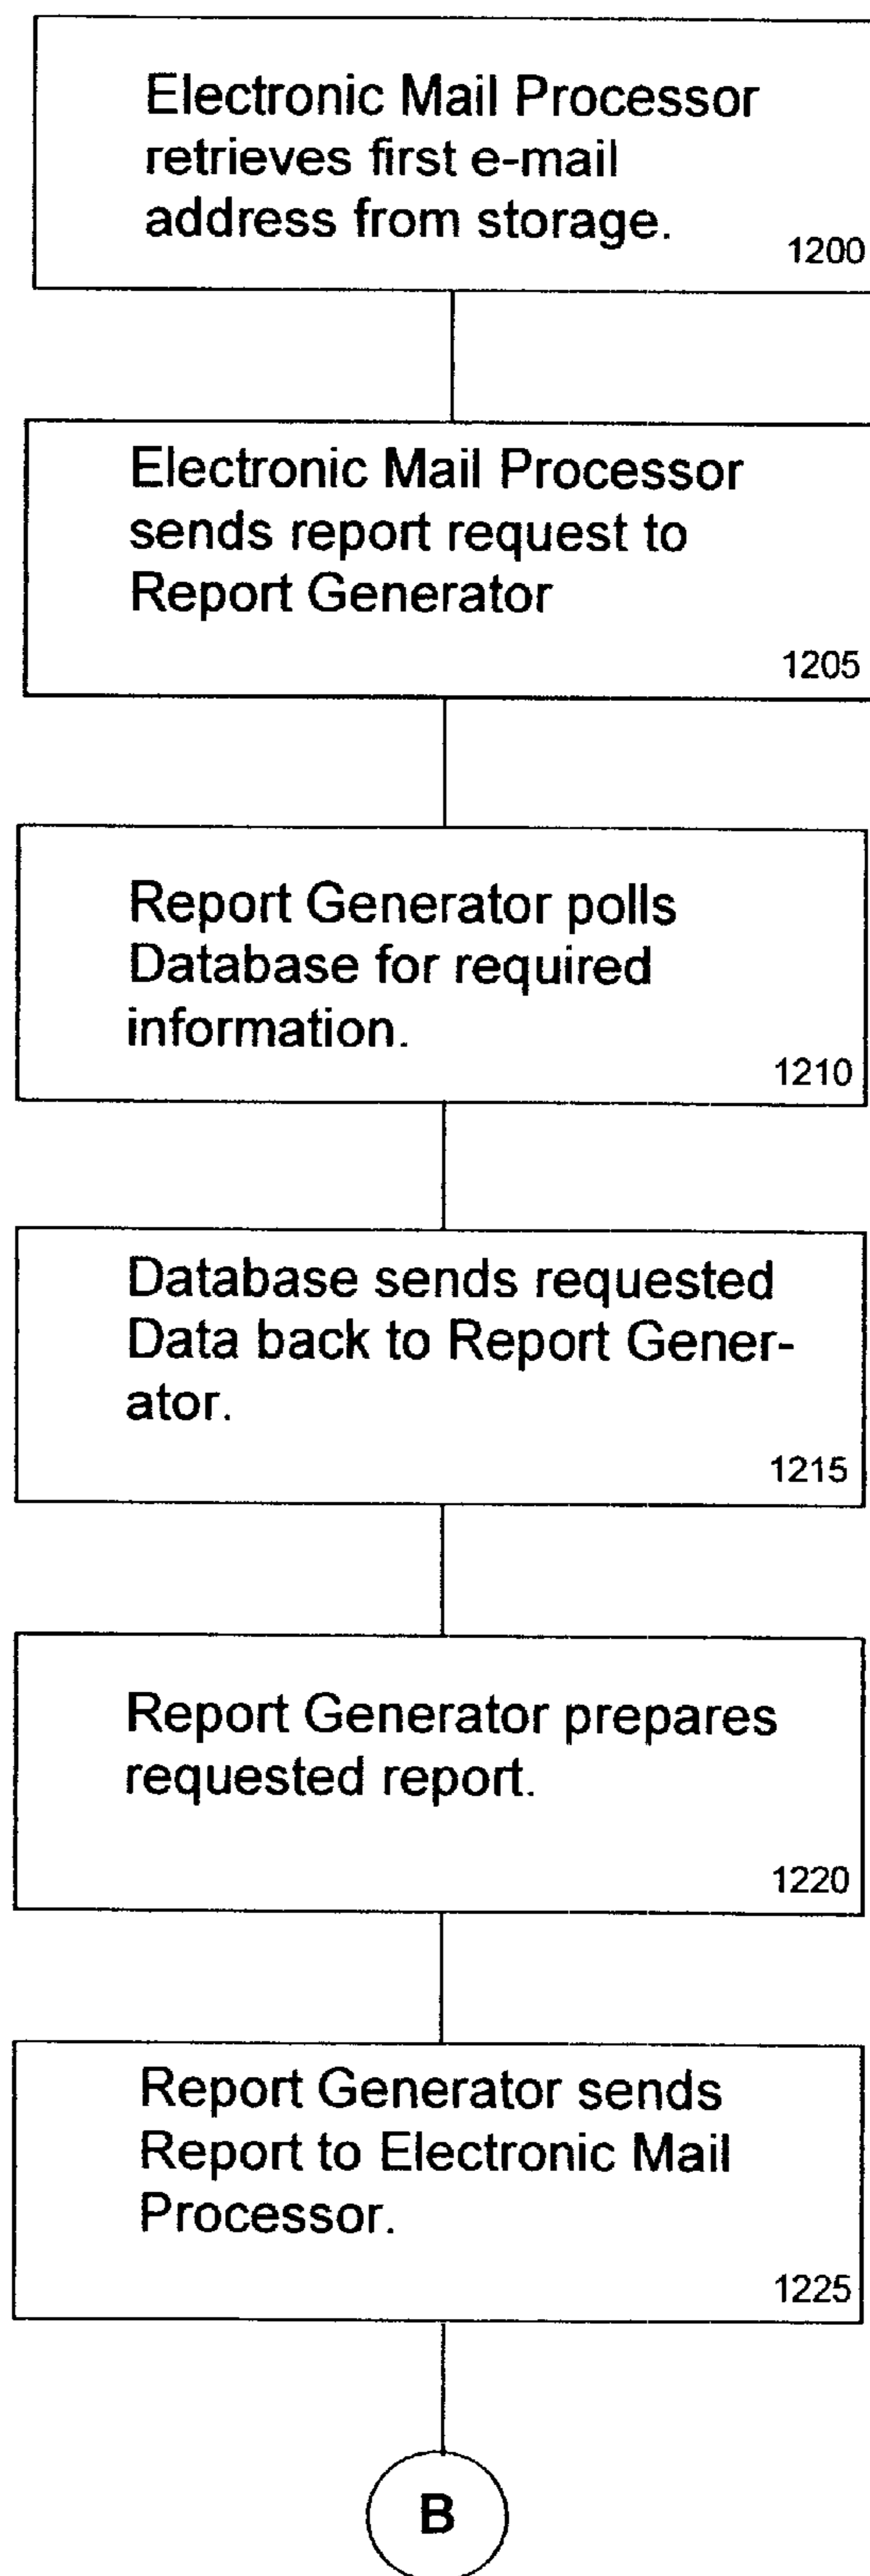 Electronic Mail Processor
retrieves first e-mail
address from storage.
1200
Electronic Mail Processor
sends report request to
Report Generator
1205
Report Generator polls
Database for required
information.
1210
Database sends requested
Data back to Report Gener-
ator.
1215
Report Generator prepares
requested report.
1220
Report Generator sends
Report to Electronic Mail
Processor.
1225
B